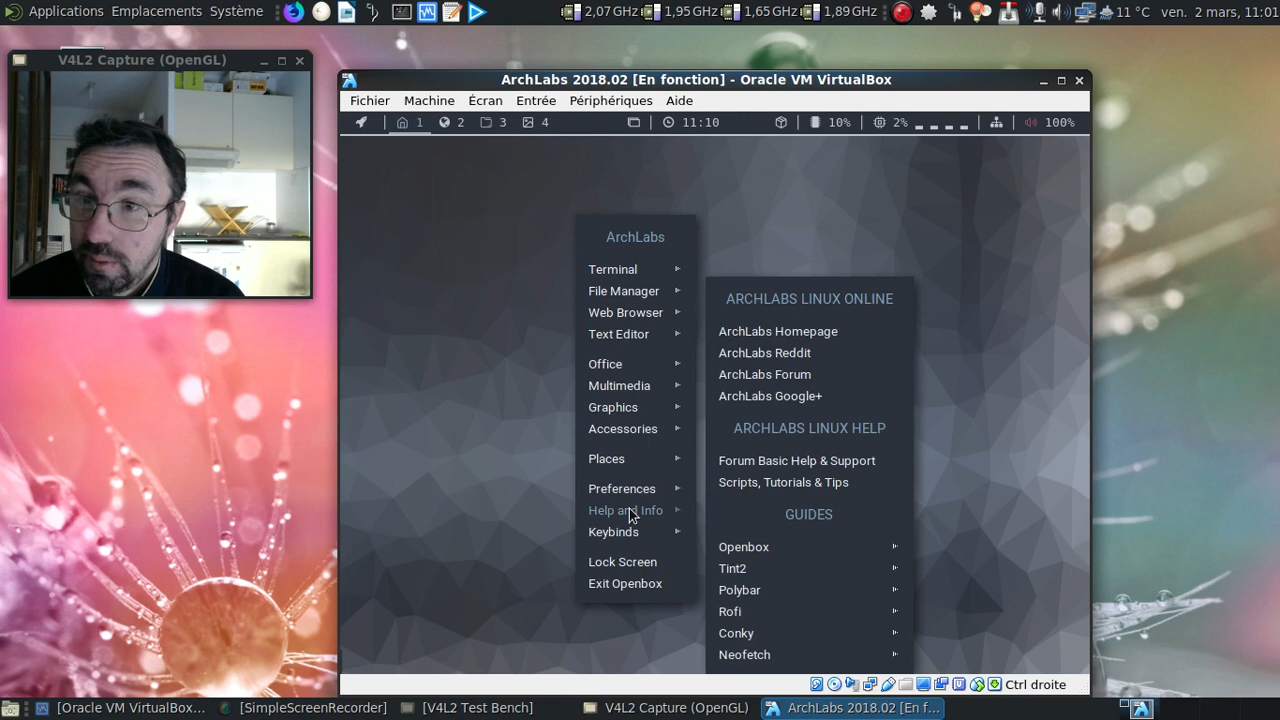 Applications Emplacements Système
2,07 GHz 1,95 GHz 1,65 GHz 1,89 GHz
11 °C ven. 2 mars, 11:01
V4L2 Capture (OpenGL)
ArchLabs 2018.02 [En fonction] - Oracle VM VirtualBox
Fichier Machine Écran Entrée Périphériques Aide
1 2 3 4 11:10 10% 2% 100%
ArchLabs
Terminal
File Manager
Web Browser
Text Editor
Office
Multimedia
Graphics
Accessories
Places
Preferences
Help and Info
Keybinds
Lock Screen
Exit Openbox
ARCHLABS LINUX ONLINE
ArchLabs Homepage
ArchLabs Reddit
ArchLabs Forum
ArchLabs Google+
ARCHLABS LINUX HELP
Forum Basic Help & Support
Scripts, Tutorials & Tips
GUIDES
Openbox
Tint2
Polybar
Rofi
Conky
Neofetch
Ctrl droite
[Oracle VM VirtualBox... [SimpleScreenRecorder] [V4L2 Test Bench] V4L2 Capture (OpenGL) ArchLabs 2018.02 [En f...